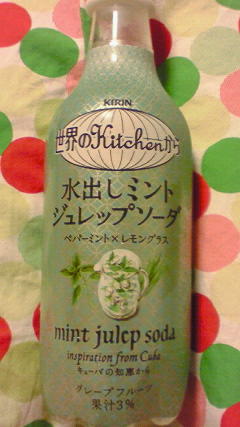 KIRIN
世界のKitchenから
水出しミント
ジュレップソーダ
ペパーミント×レモングラス
mint julep soda
inspiration from Cuba
キューバの知恵から
グレープフルーツ
果汁3%